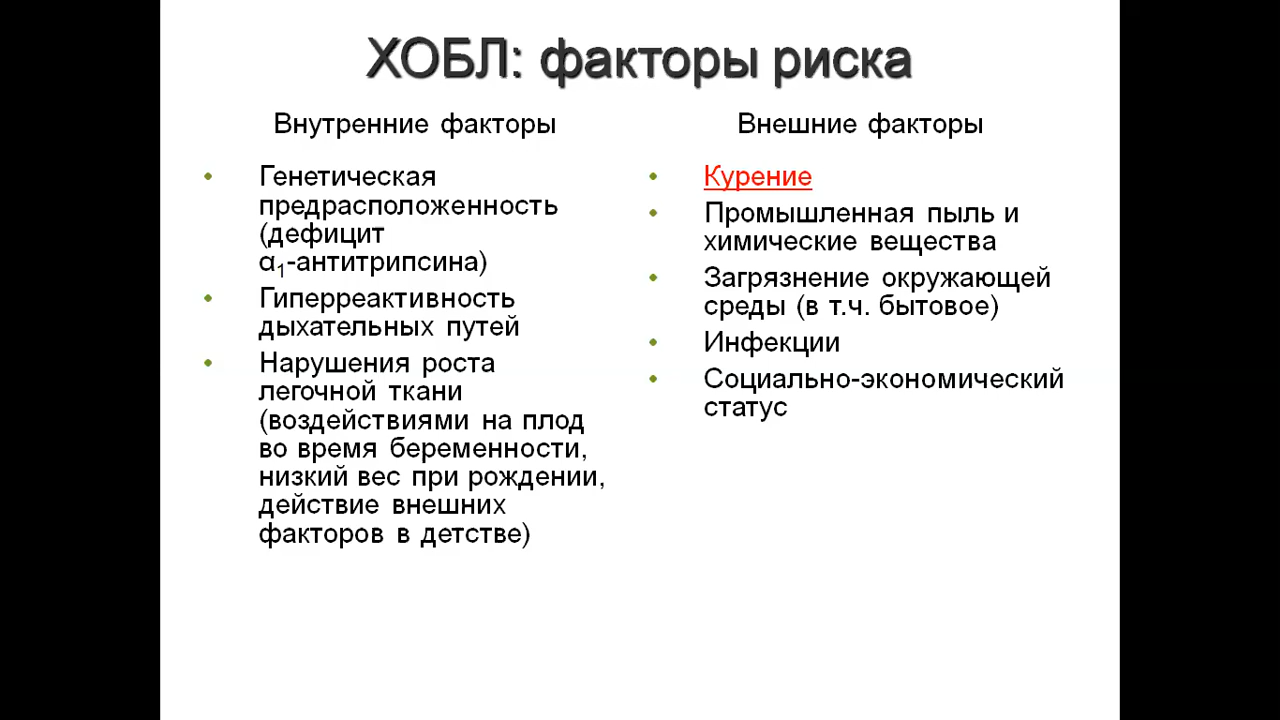 ХОБЛ: факторы риска
Внутренние факторы
• Генетическая
предрасположенность
(дефицит
α1-антитрипсина)
• Гиперреактивность
дыхательных путей
• Нарушения роста
легочной ткани
(воздействиями на плод
во время беременности,
низкий вес при рождении,
действие внешних
факторов в детстве)
Внешние факторы
• Курение
• Промышленная пыль и
химические вещества
• Загрязнение окружающей
среды (в т.ч. бытовое)
• Инфекции
• Социально-экономический
статус